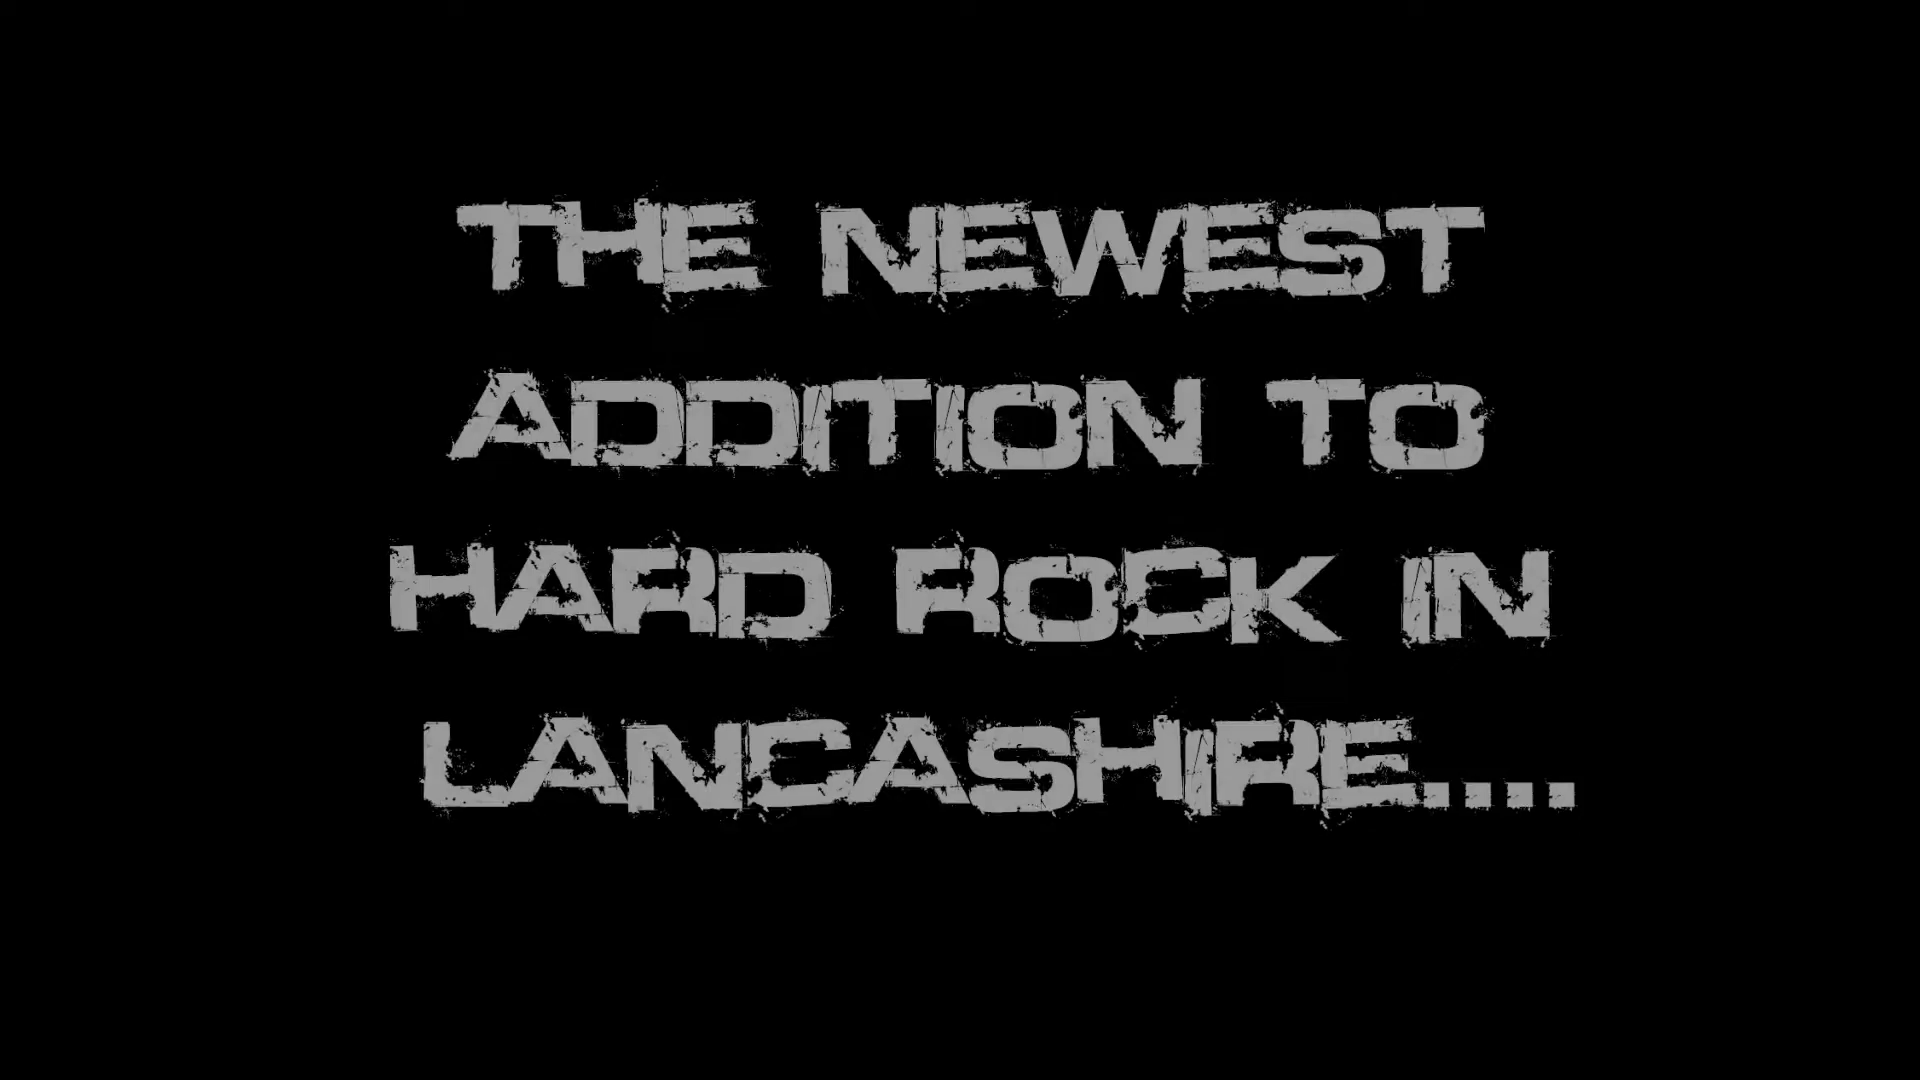 THE NEWEST
ADDITION TO
HARD ROCK IN
LANCASHIRE....